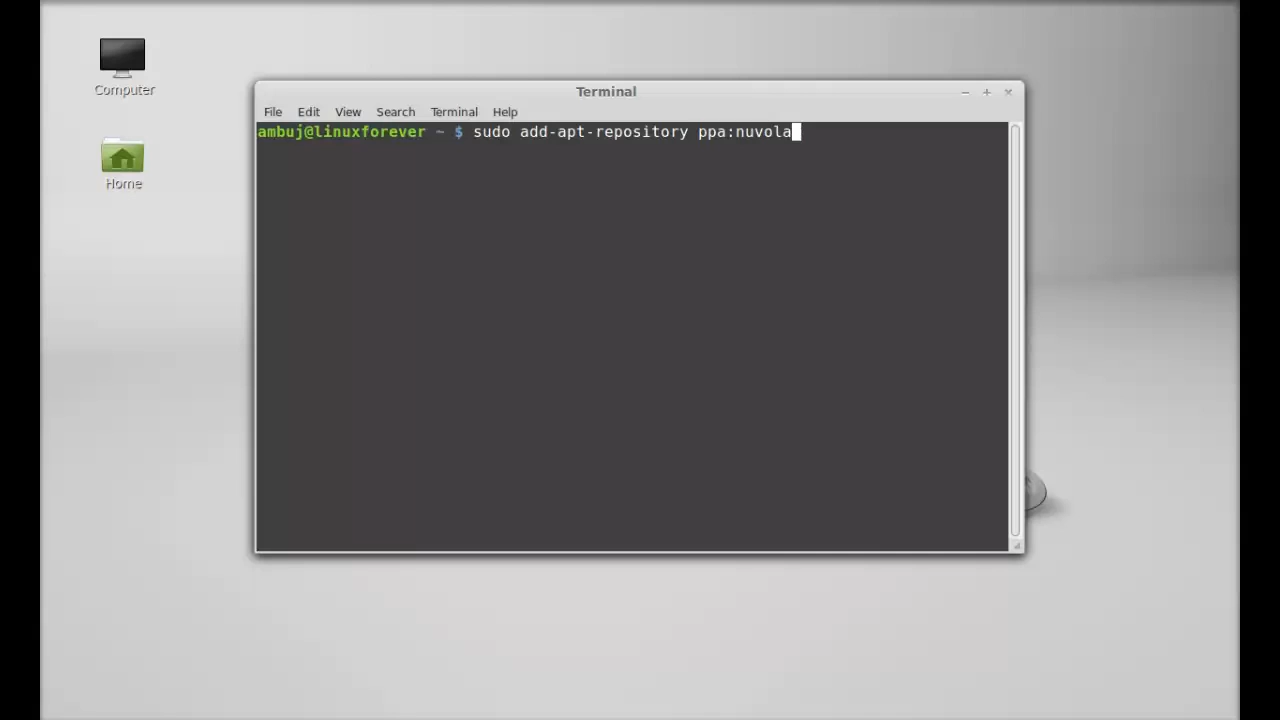 Computer
Home
Terminal
File Edit View Search Terminal Help
ambuj@linuxforever ~ $ sudo add-apt-repository ppa:nuvola